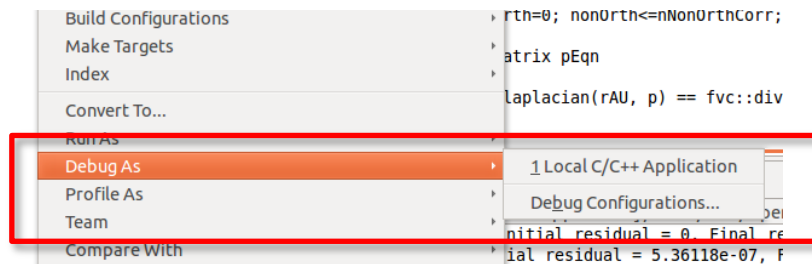 Build Configurations
rth=0; nonOrth<=nNonOrthCorr;
Make Targets
atrix pEqn
Index
laplacian(rAU, p) == fvc::div
Convert To...
Run As
Debug As
1 Local C/C++ Application
Profile As
Debug Configurations...
Team
nitial residual = 0, Final re
Compare With
ial residual = 5.36118e-07, F